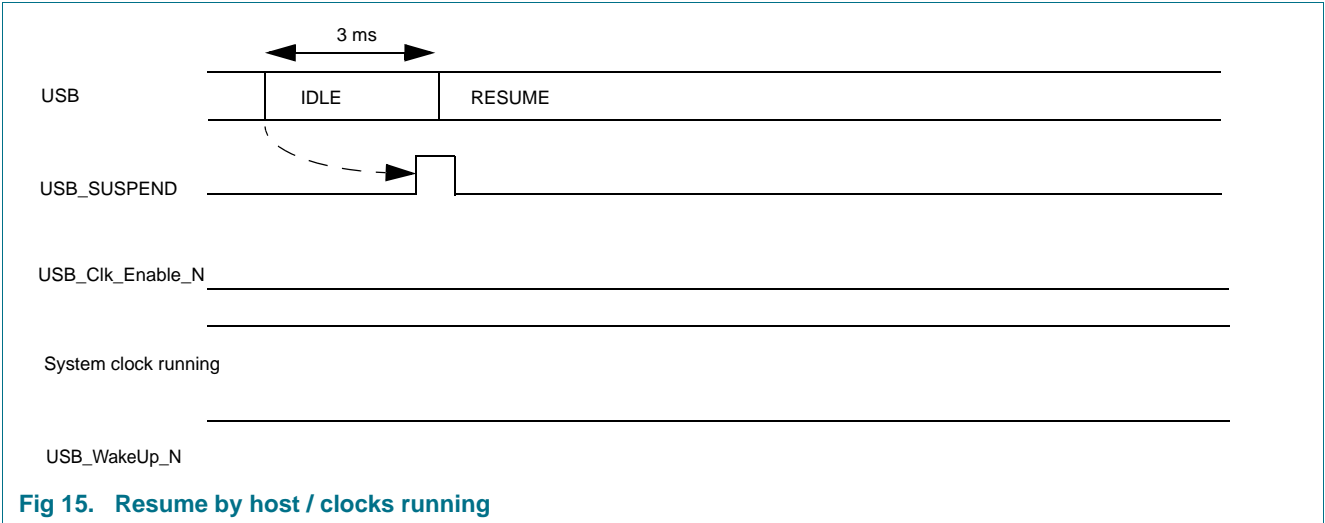 3 ms
USB
IDLE
RESUME
USB_SUSPEND
USB_Clk_Enable_N
System clock running
USB_WakeUp_N
Fig 15. Resume by host / clocks running